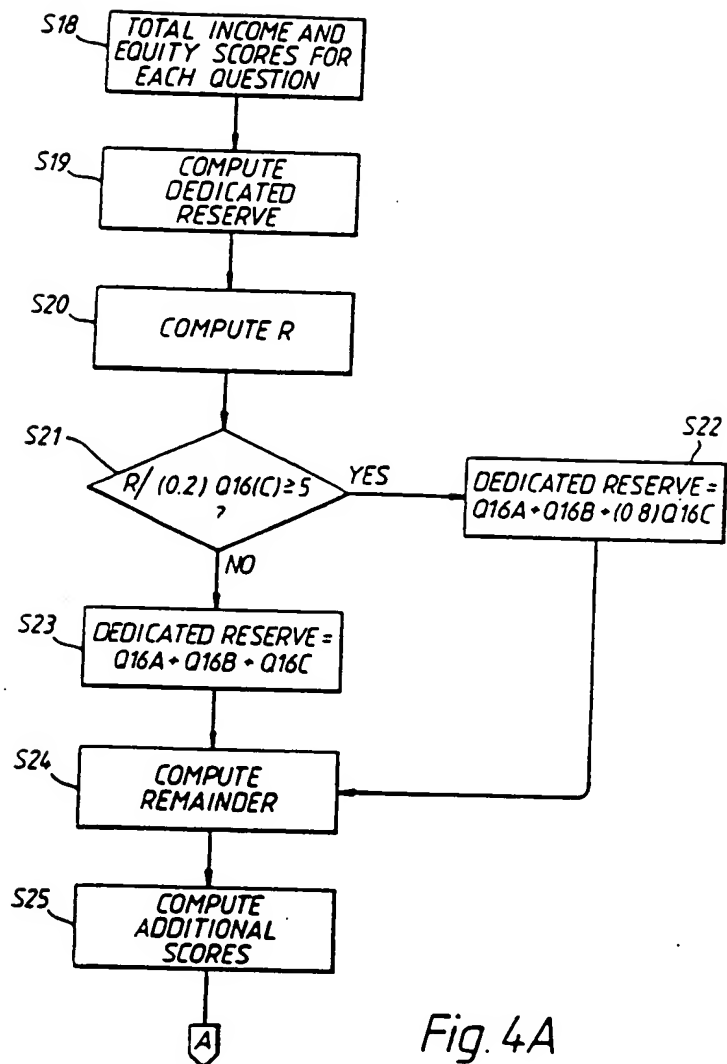 S18
TOTAL INCOME AND
EQUITY SCORES FOR
EACH QUESTION
S19
COMPUTE
DEDICATED
RESERVE
S20
COMPUTE R
S21
R/(0.2) Q16(C)≥5
?
YES
S22
DEDICATED RESERVE=
Q16A+Q16B+(0 8)Q16C
NO
S23
DEDICATED RESERVE=
Q16A+Q16B+Q16C
S24
COMPUTE
REMAINDER
S25
COMPUTE
ADDITIONAL
SCORES
A
Fig. 4A